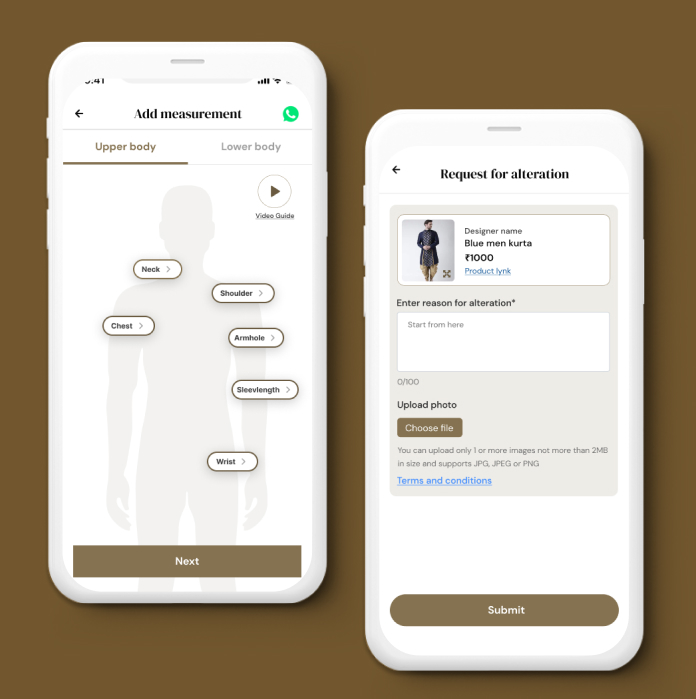 9:41
Add measurement
Upper body
Lower body
Video Guide
Neck
Shoulder
Chest
Armhole
Sleevlength
Wrist
Next
Request for alteration
Designer name
Blue men kurta
₹1000
Product lynk
Enter reason for alteration*
Start from here
0/100
Upload photo
Choose file
You can upload only 1 or more images not more than 2MB
in size and supports JPG, JPEG or PNG
Terms and conditions
Submit